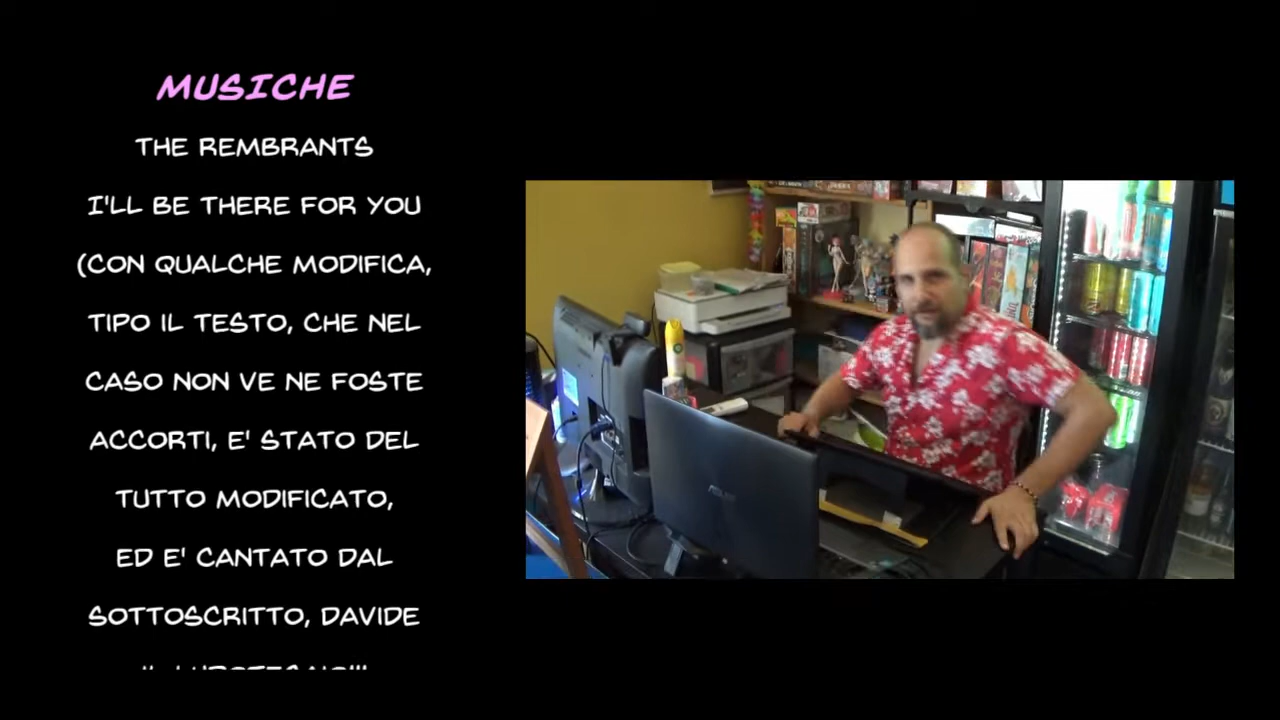 MUSICHE
THE REMBRANTS
I'LL BE THERE FOR YOU
(CON QUALCHE MODIFICA,
TIPO IL TESTO, CHE NEL
CASO NON VE NE FOSTE
ACCORTI, E' STATO DEL
TUTTO MODIFICATO,
ED E' CANTATO DAL
SOTTOSCRITTO, DAVIDE
ASUS